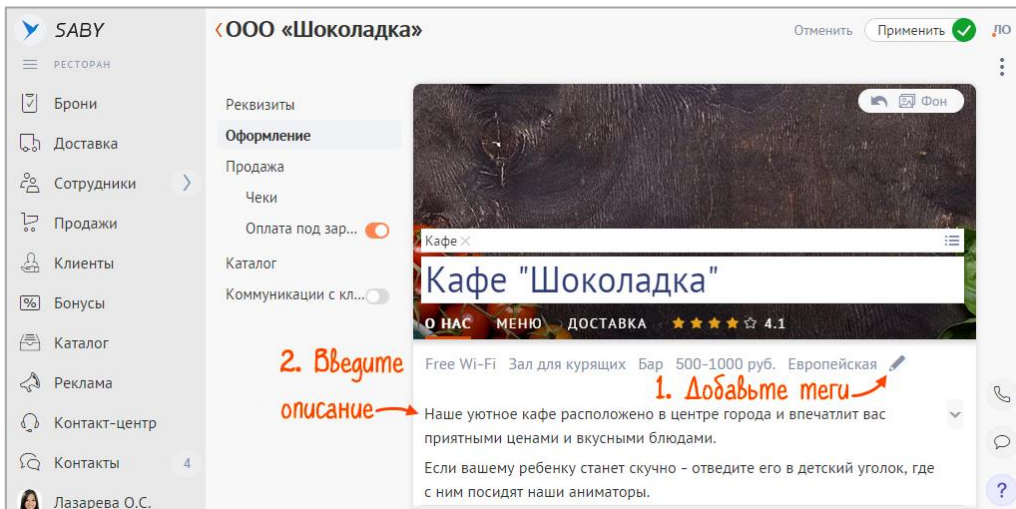 SABY
РЕСТОРАН
Брони
Доставка
Сотрудники
Продажи
Клиенты
Бонусы
Каталог
Реклама
Контакт-центр
Контакты 4
Лазарева О.С.
ООО «Шоколадка»
Отменить Применить ЛО
Реквизиты
Оформление
Продажа
Чеки
Оплата под зар...
Каталог
Коммуникации с кл...
Фон
Кафе
Кафе "Шоколадка"
О НАС МЕНЮ ДОСТАВКА 4.1
Free Wi-Fi Зал для курящих Бар 500-1000 руб. Европейская
1. Добавьте теги
2. Введите
описание
Наше уютное кафе расположено в центре города и впечатлит вас
приятными ценами и вкусными блюдами.
Если вашему ребенку станет скучно – отведите его в детский уголок, где
с ним посидят наши аниматоры.
?